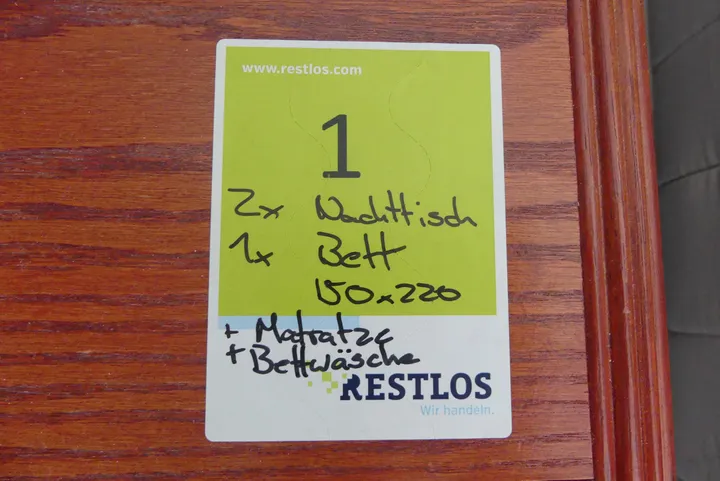 www.restlos.com
1
2x Nachttisch
1x Bett
150x220
+ Matratze
+ Bettwäsche
RESTLOS
Wir handeln.